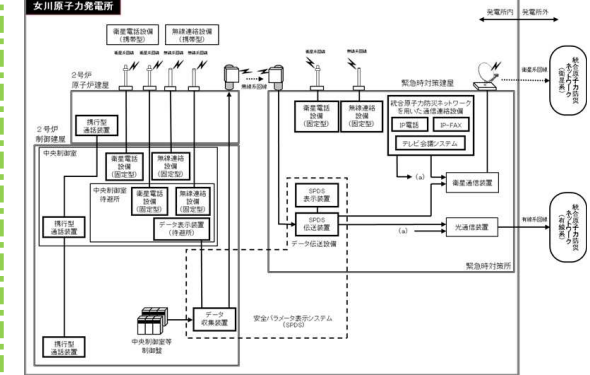 女川原子力発電所
発電所内
発電所外
衛星電話設備
(携帯型)
無線連絡設備
(携帯型)
衛星系回線
衛星系回線
無線系回線
無線系回線
無線系回線
衛星系回線
無線系回線
衛星系回線
統合原子力防災
ネットワーク
(衛星系)
2号炉
原子炉建屋
緊急時対策建屋
携行型
通話装置
衛星電話
設備
(固定型)
無線連絡
設備
(固定型)
統合原子力防災ネットワーク
を用いた通信連絡設備
IP電話
IP-FAX
テレビ会議システム
2号炉
制御建屋
中央制御室
衛星電話
設備
(固定型)
無線連絡
設備
(固定型)
中央制御室
待避所
衛星電話
設備
(固定型)
無線連絡
設備
(固定型)
データ表示装置
(待避所)
(a)
衛星通信装置
SPDS
表示装置
SPDS
伝送装置
データ伝送設備
(a)
光通信装置
有線系回線
統合原子力防災
ネットワーク
(有線系)
緊急時対策所
携行型
通話装置
中央制御室等
制御盤
データ
収集装置
安全パラメータ表示システム
(SPDS)
携行型
通話装置